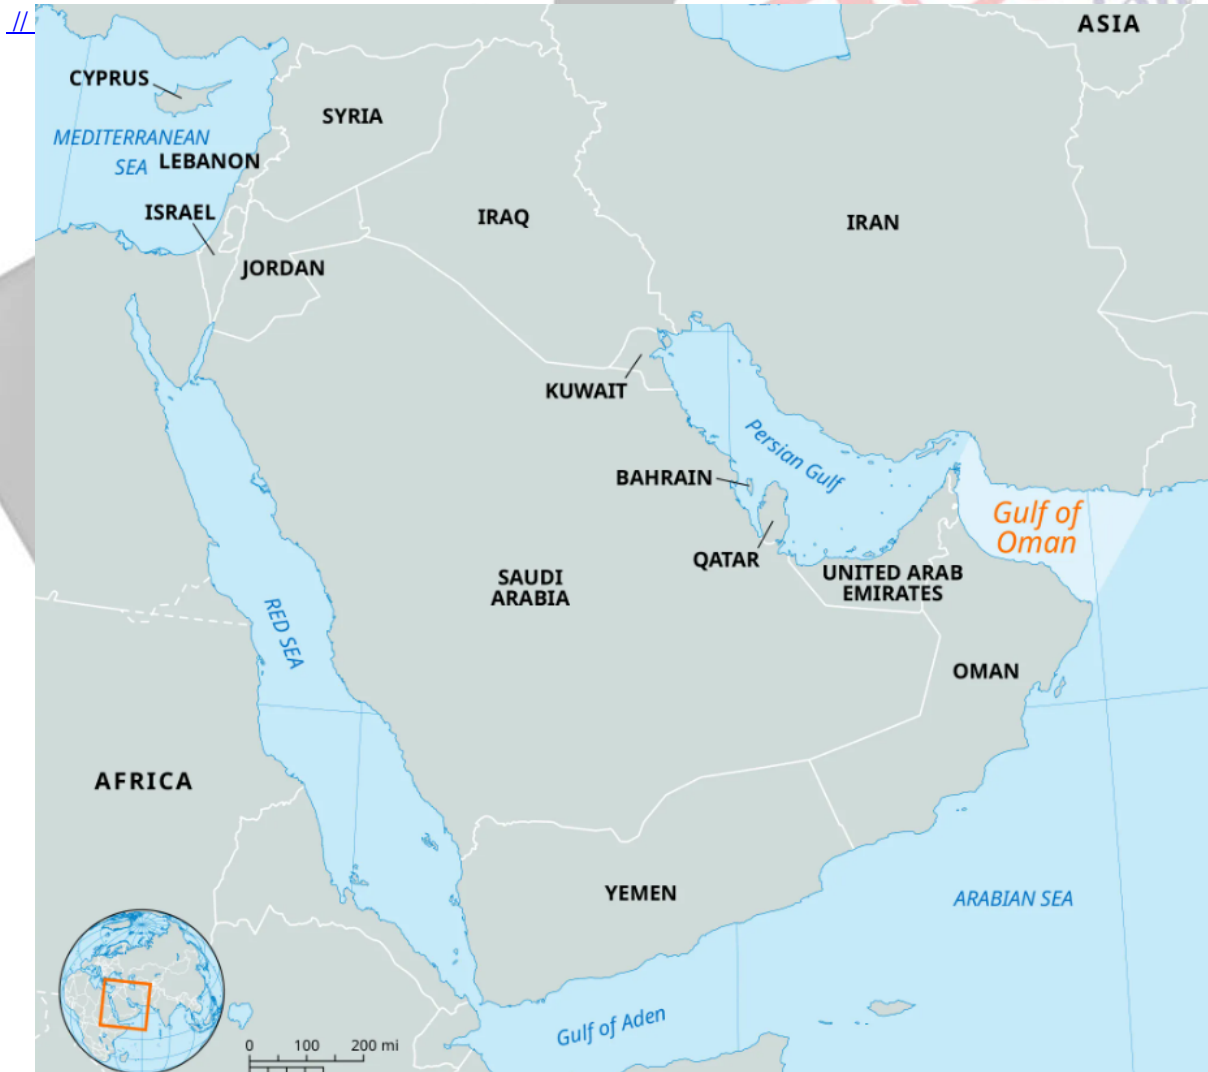 //
ASIA
CYPRUS
SYRIA
MEDITERRANEAN
SEA
LEBANON
ISRAEL
IRAQ
IRAN
JORDAN
KUWAIT
Persian Gulf
BAHRAIN
Gulf of
Oman
QATAR
UNITED ARAB
EMIRATES
SAUDI
ARABIA
RED SEA
OMAN
AFRICA
YEMEN
ARABIAN SEA
Gulf of Aden
0 100 200 mi